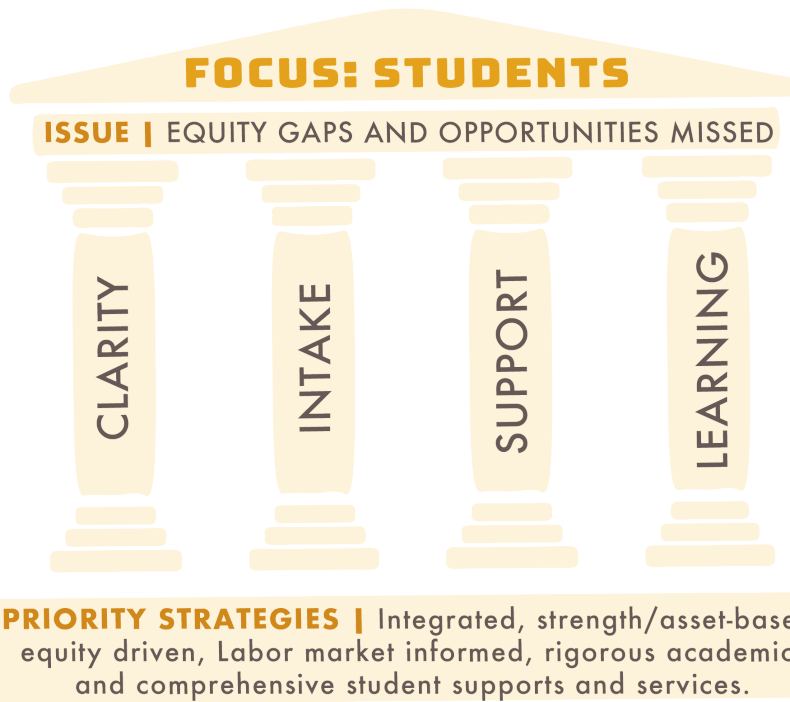 FOCUS: STUDENTS
ISSUE | EQUITY GAPS AND OPPORTUNITIES MISSED
CLARITY
INTAKE
SUPPORT
LEARNING
PRIORITY STRATEGIES | Integrated, strength/asset-base
equity driven, Labor market informed, rigorous academic
and comprehensive student supports and services.